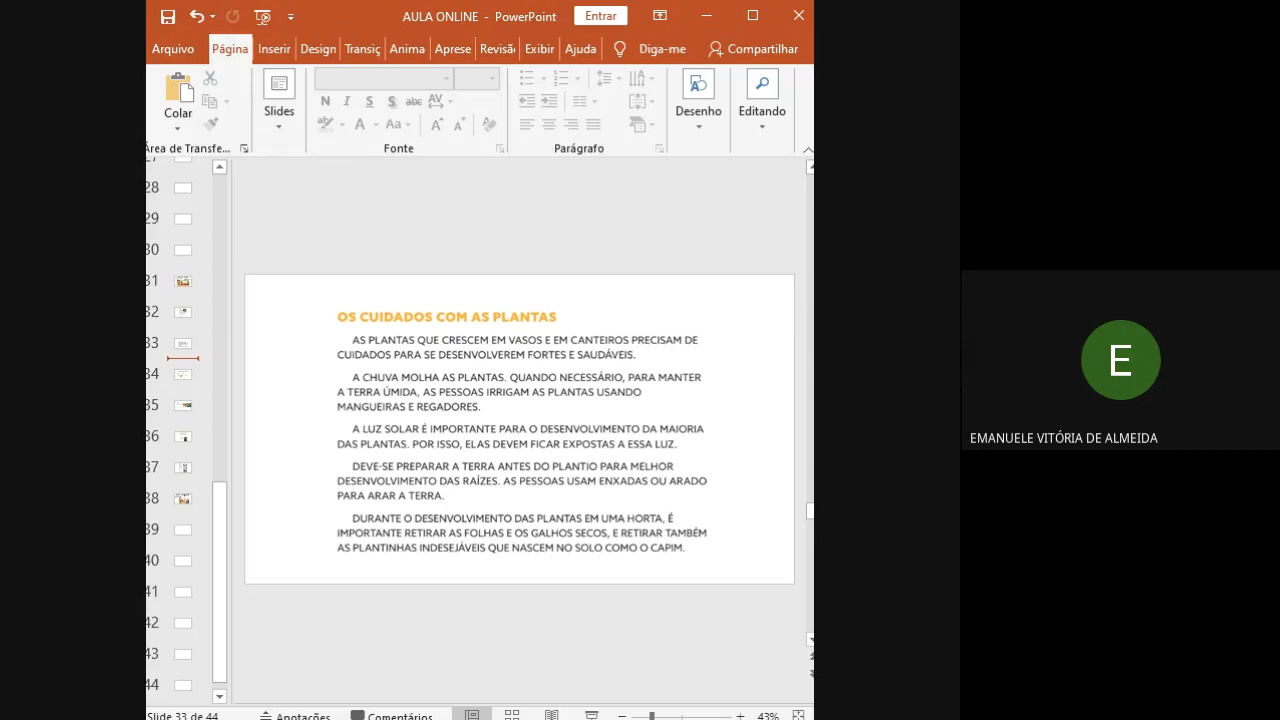 AULA ONLINE - PowerPoint
Entrar
Arquivo
Página
Inserir
Design
Transiç
Anima
Aprese
Revisã
Exibir
Ajuda
Diga-me
Compartilhar
Colar
Slides
N I S S abc AV
A Aa A A
Desenho
Editando
Área de Transfe...
Fonte
Parágrafo
28
29
30
31
32
33
34
35
36
37
38
39
40
41
42
43
44
OS CUIDADOS COM AS PLANTAS
AS PLANTAS QUE CRESCEM EM VASOS E EM CANTEIROS PRECISAM DE
CUIDADOS PARA SE DESENVOLVEREM FORTES E SAUDÁVEIS.
A CHUVA MOLHA AS PLANTAS. QUANDO NECESSÁRIO, PARA MANTER
A TERRA ÚMIDA, AS PESSOAS IRRIGAM AS PLANTAS USANDO
MANGUEIRAS E REGADORES.
A LUZ SOLAR É IMPORTANTE PARA O DESENVOLVIMENTO DA MAIORIA
DAS PLANTAS. POR ISSO, ELAS DEVEM FICAR EXPOSTAS A ESSA LUZ.
DEVE-SE PREPARAR A TERRA ANTES DO PLANTIO PARA MELHOR
DESENVOLVIMENTO DAS RAÍZES. AS PESSOAS USAM ENXADAS OU ARADO
PARA ARAR A TERRA.
DURANTE O DESENVOLVIMENTO DAS PLANTAS EM UMA HORTA, É
IMPORTANTE RETIRAR AS FOLHAS E OS GALHOS SECOS, E RETIRAR TAMBÉM
AS PLANTINHAS INDESEJÁVEIS QUE NASCEM NO SOLO COMO O CAPIM.
Slide 33 de 44
Anotações
Comentários
43%
E
EMANUELE VITÓRIA DE ALMEIDA